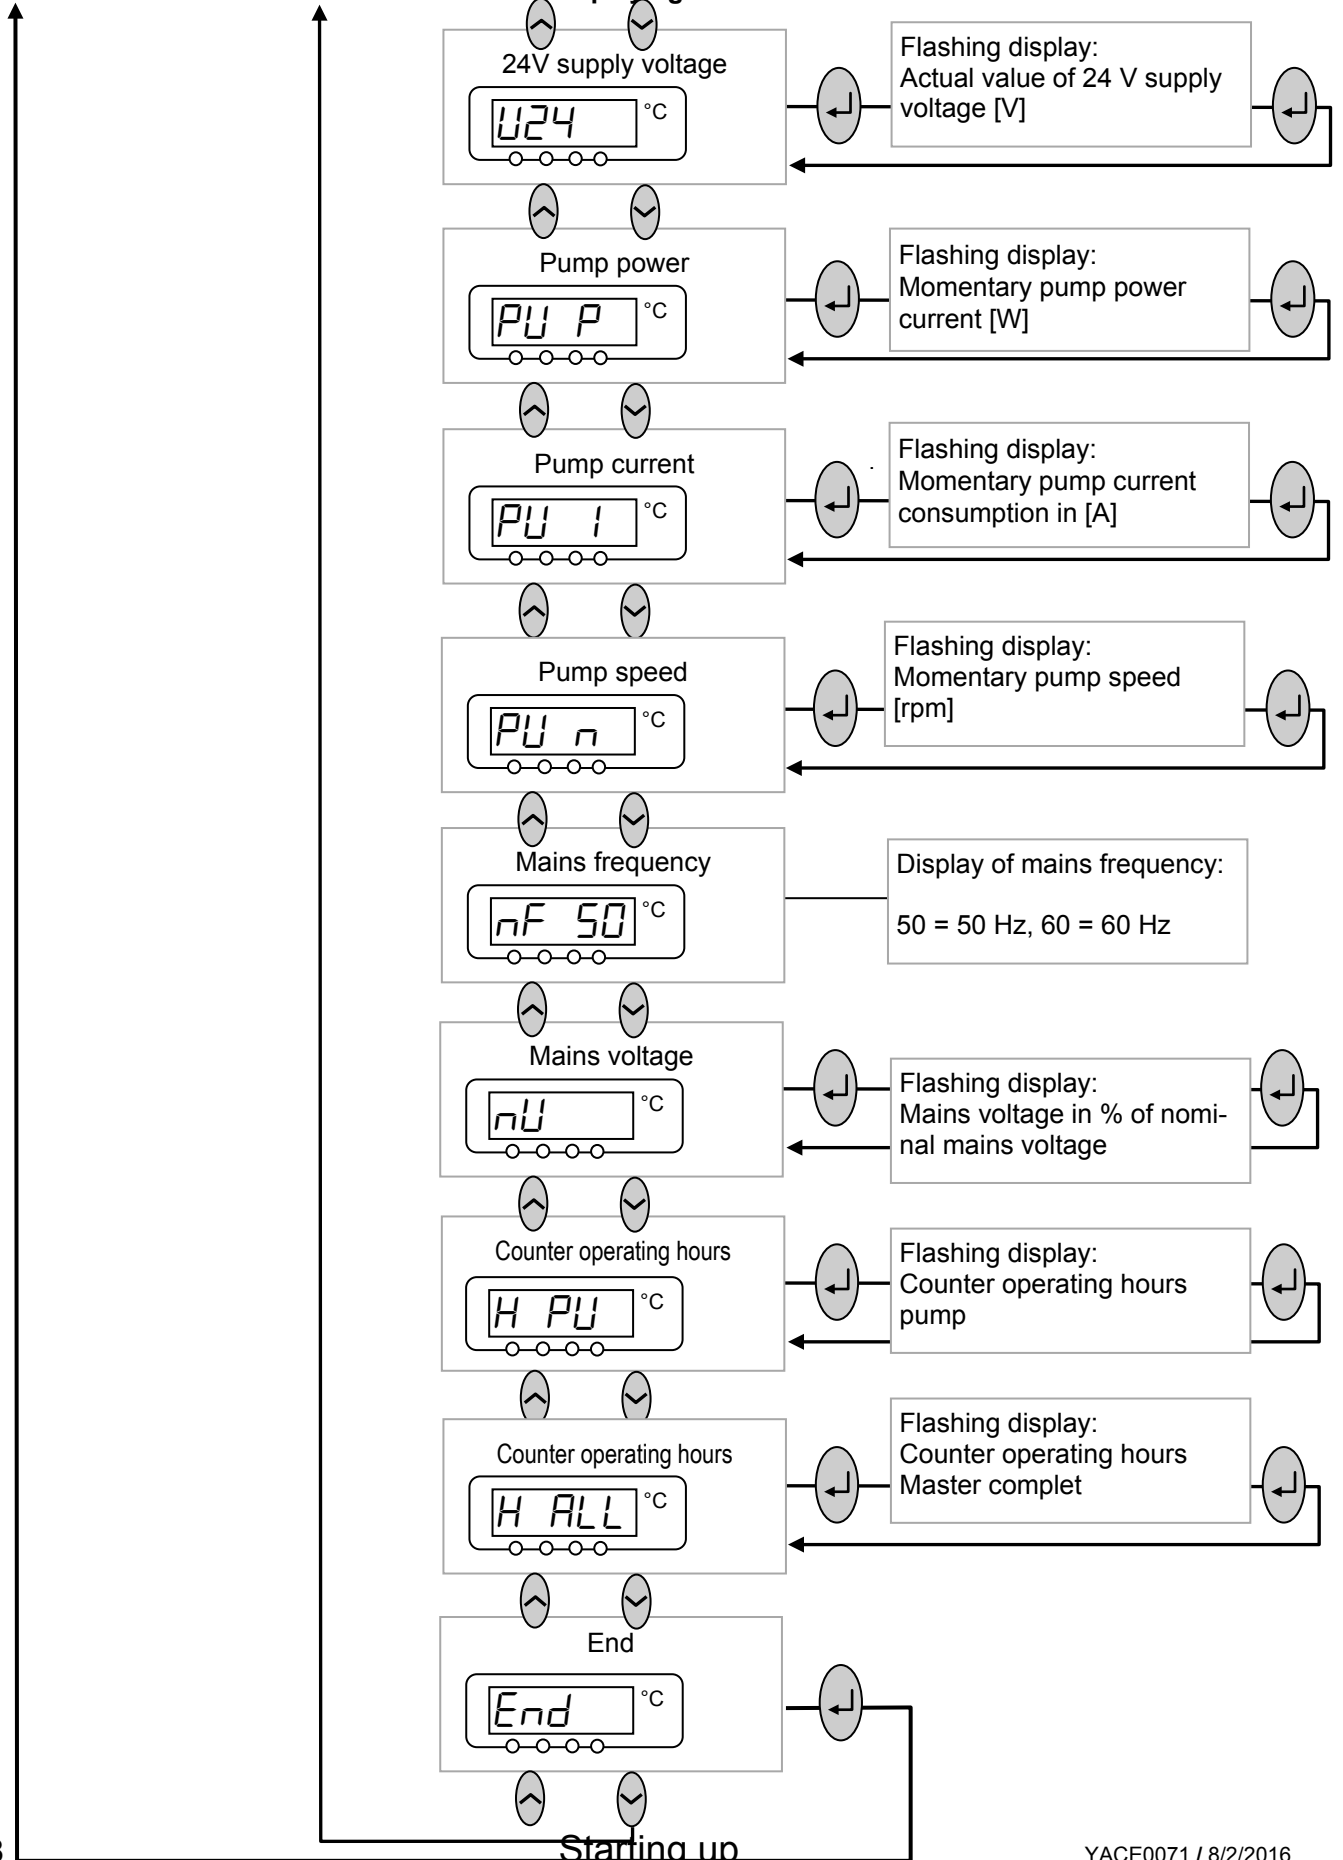 24V supply voltage
U24 °C
Flashing display:
Actual value of 24 V supply
voltage [V]
Pump power
PU P °C
Flashing display:
Momentary pump power
current [W]
Pump current
PU I °C
Flashing display:
Momentary pump current
consumption in [A]
Pump speed
PU n °C
Flashing display:
Momentary pump speed
[rpm]
Mains frequency
nF 50 °C
Display of mains frequency:
50 = 50 Hz, 60 = 60 Hz
Mains voltage
nU °C
Flashing display:
Mains voltage in % of nomi-
nal mains voltage
Counter operating hours
H PU °C
Flashing display:
Counter operating hours
pump
Counter operating hours
H ALL °C
Flashing display:
Counter operating hours
Master complet
End
End °C
Starting up
YACE0071 / 8/2/2016